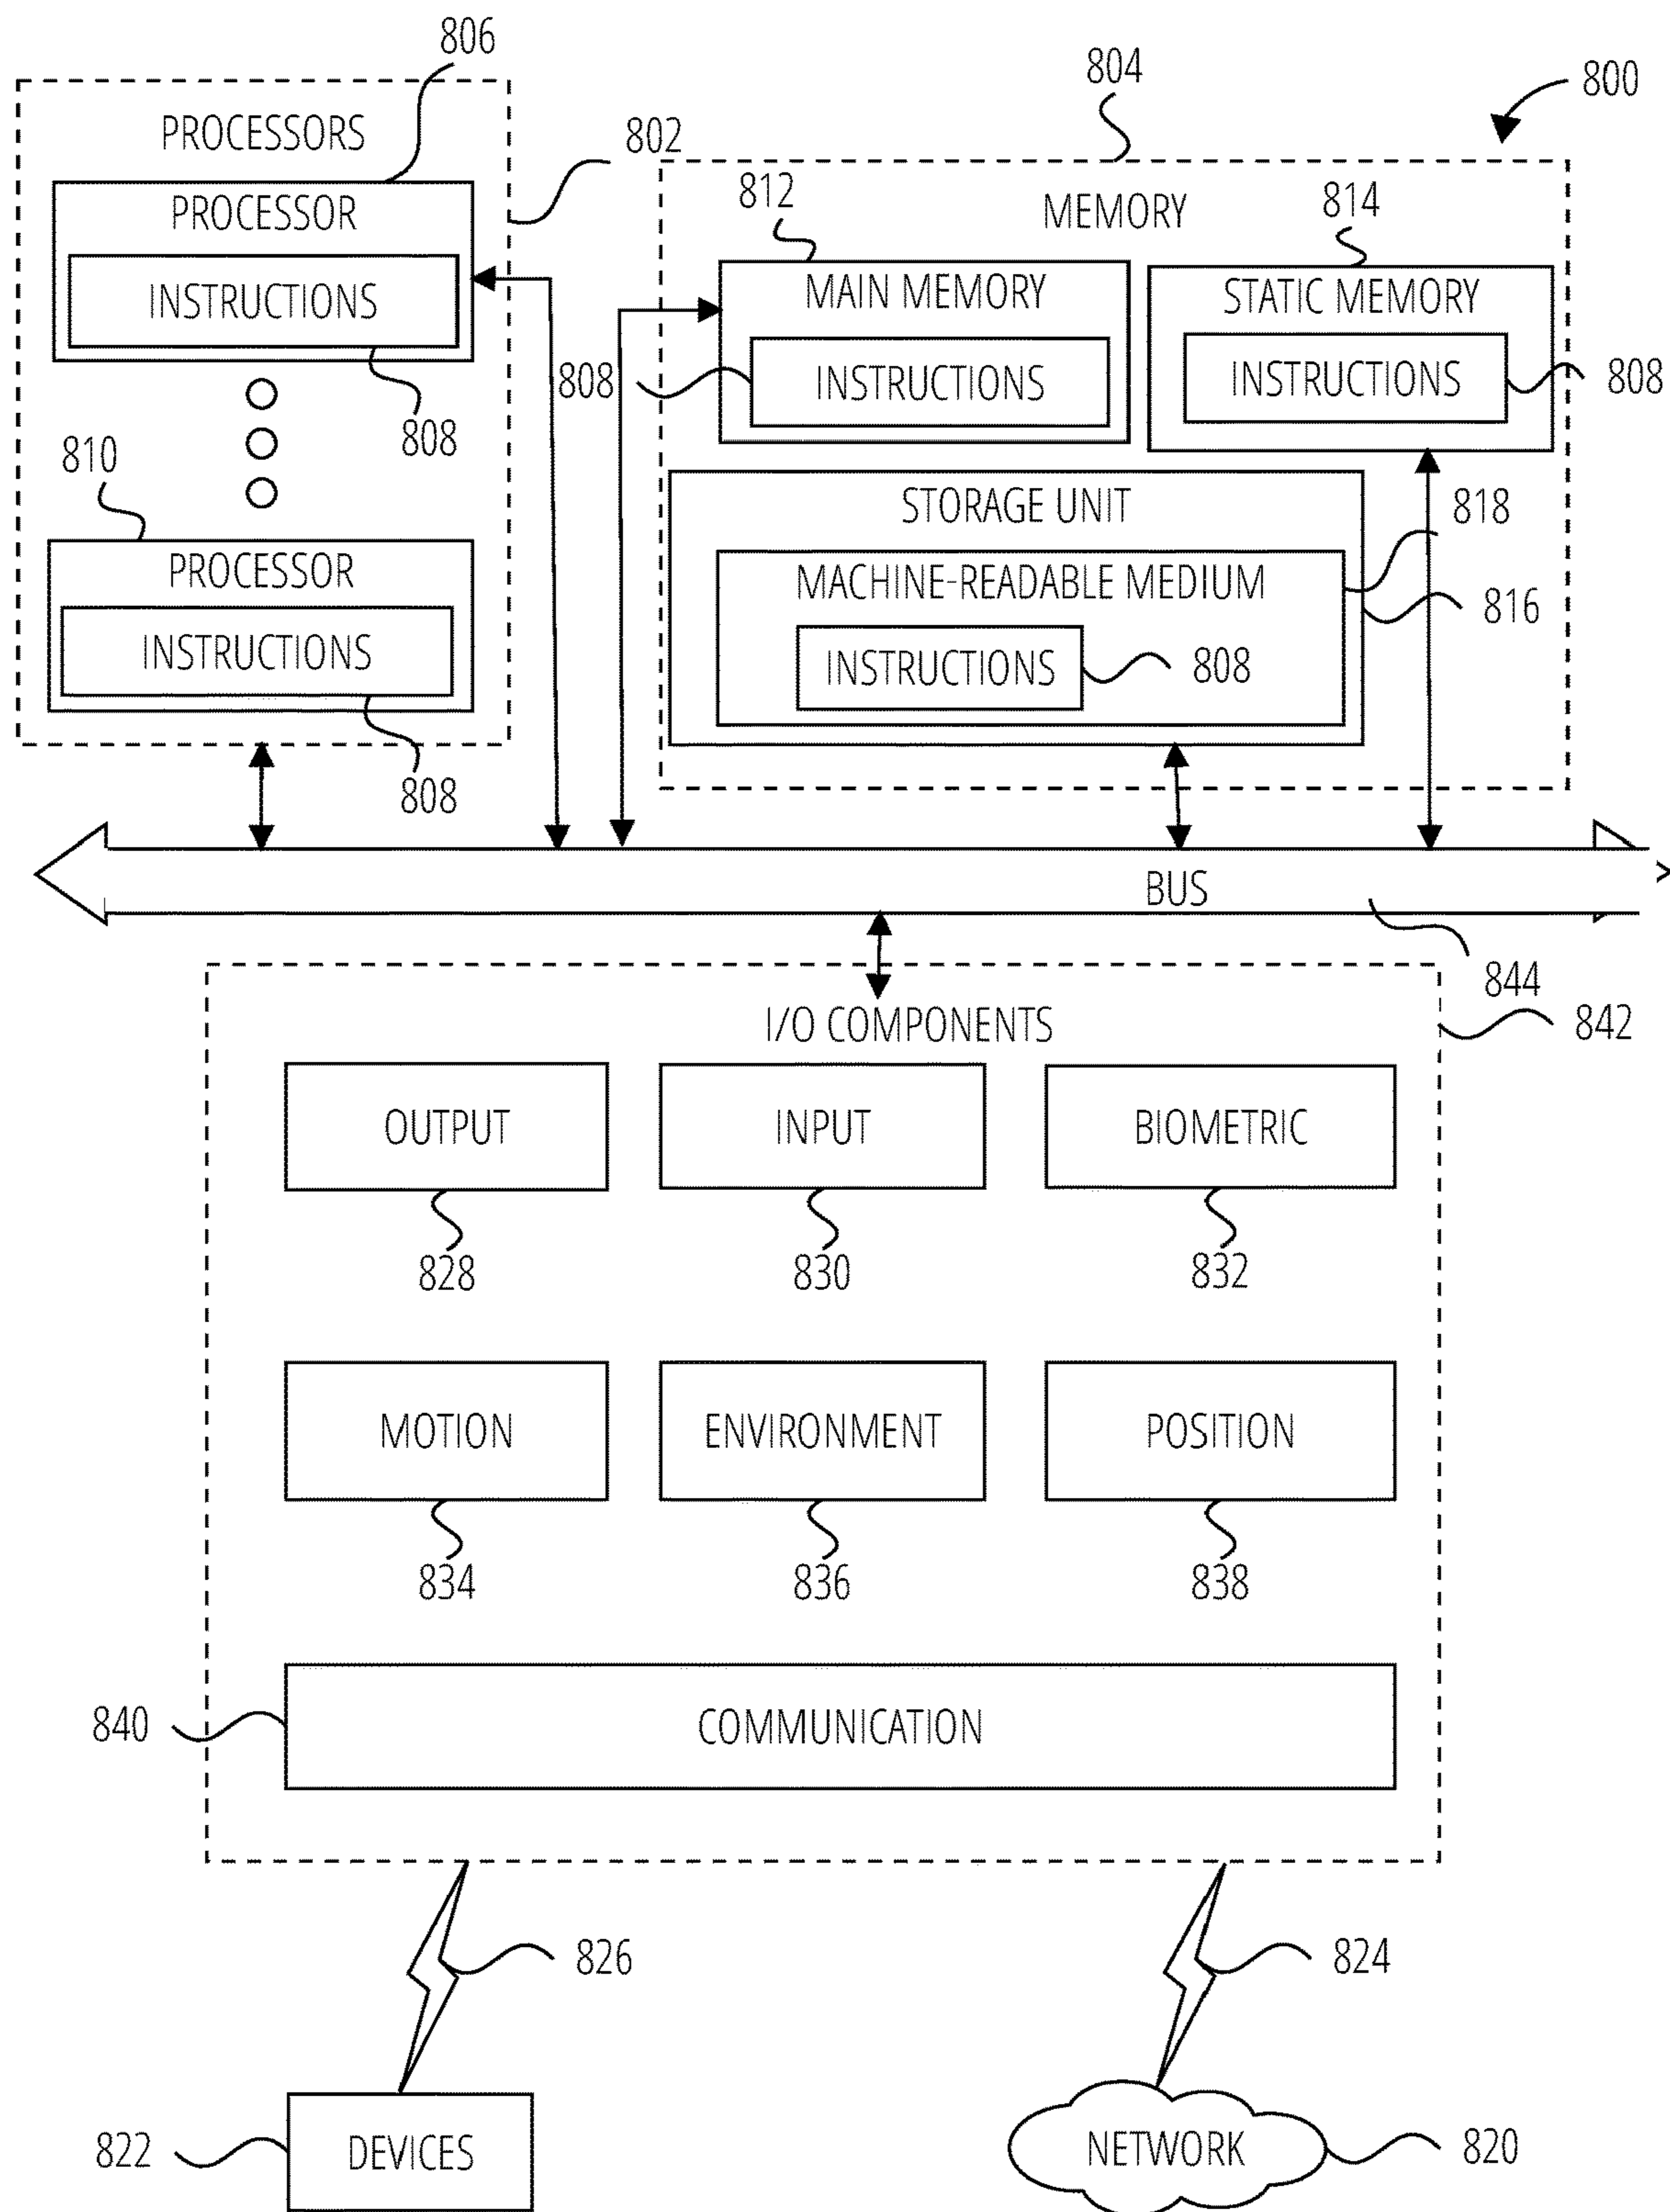 806
804
800
PROCESSORS
802
812
MEMORY
814
PROCESSOR
INSTRUCTIONS
MAIN MEMORY
STATIC MEMORY
808
INSTRUCTIONS
INSTRUCTIONS
808
808
810
STORAGE UNIT
818
PROCESSOR
MACHINE-READABLE MEDIUM
816
INSTRUCTIONS
INSTRUCTIONS
808
808
BUS
844
I/O COMPONENTS
842
OUTPUT
INPUT
BIOMETRIC
828
830
832
MOTION
ENVIRONMENT
POSITION
834
836
838
840
COMMUNICATION
826
824
822
DEVICES
NETWORK
820